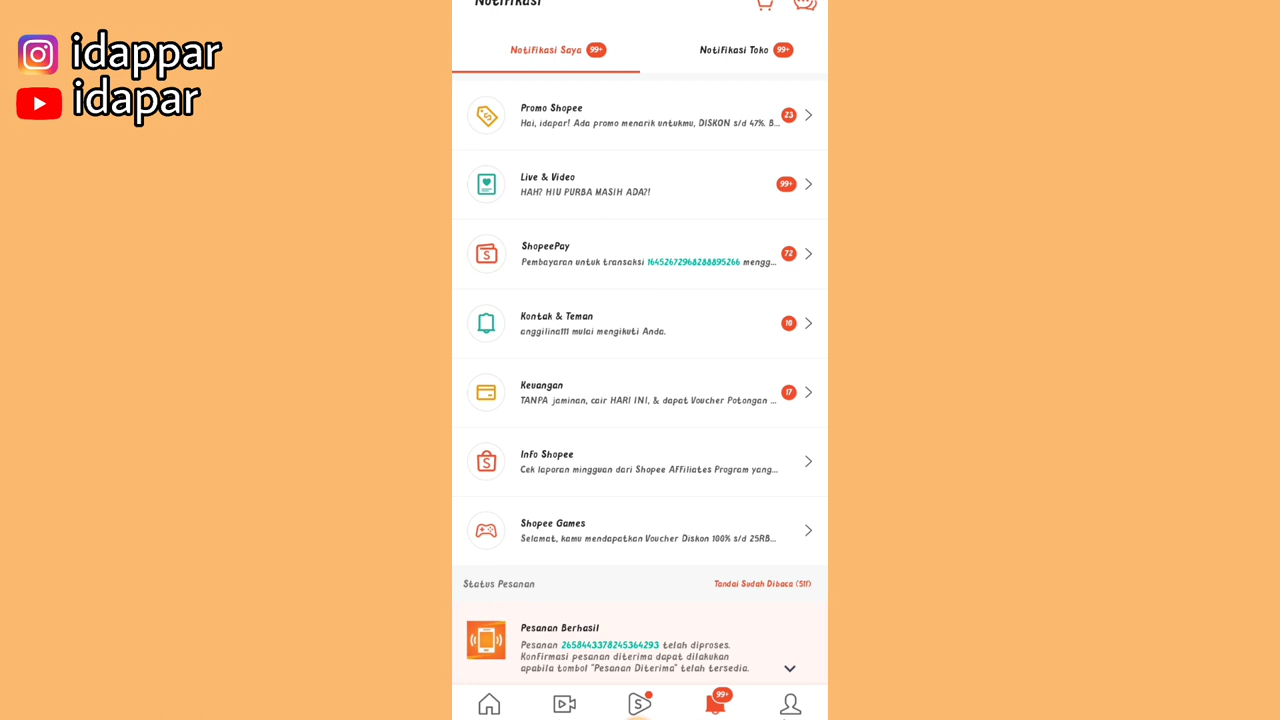 idappar
idapar
Notifikasi
Notifikasi Saya 99+
Notifikasi Toko 99+
Promo Shopee
Hai, idapar! Ada promo menarik untukmu, DISKON s/d 47%. B... 23
Live & Video
HAH? HIU PURBA MASIH ADA?! 99+
ShopeePay
Pembayaran untuk transaksi 164526729682888895266 mengg... 72
Kontak & Teman
anggilina111 mulai mengikuti Anda. 10
Keuangan
TANPA jaminan, cair HARI INI, & dapat Voucher Potongan ... 17
Info Shopee
Cek laporan mingguan dari Shopee Affiliates Program yang...
Shopee Games
Selamat, kamu mendapatkan Voucher Diskon 100% s/d 25RB...
Status Pesanan
Tandai Sudah Dibaca (511)
Pesanan Berhasil
Pesanan 2658443378245364293 telah diproses.
Konfirmasi pesanan diterima dapat dilakukan
apabila tombol "Pesanan Diterima" telah tersedia.
99+